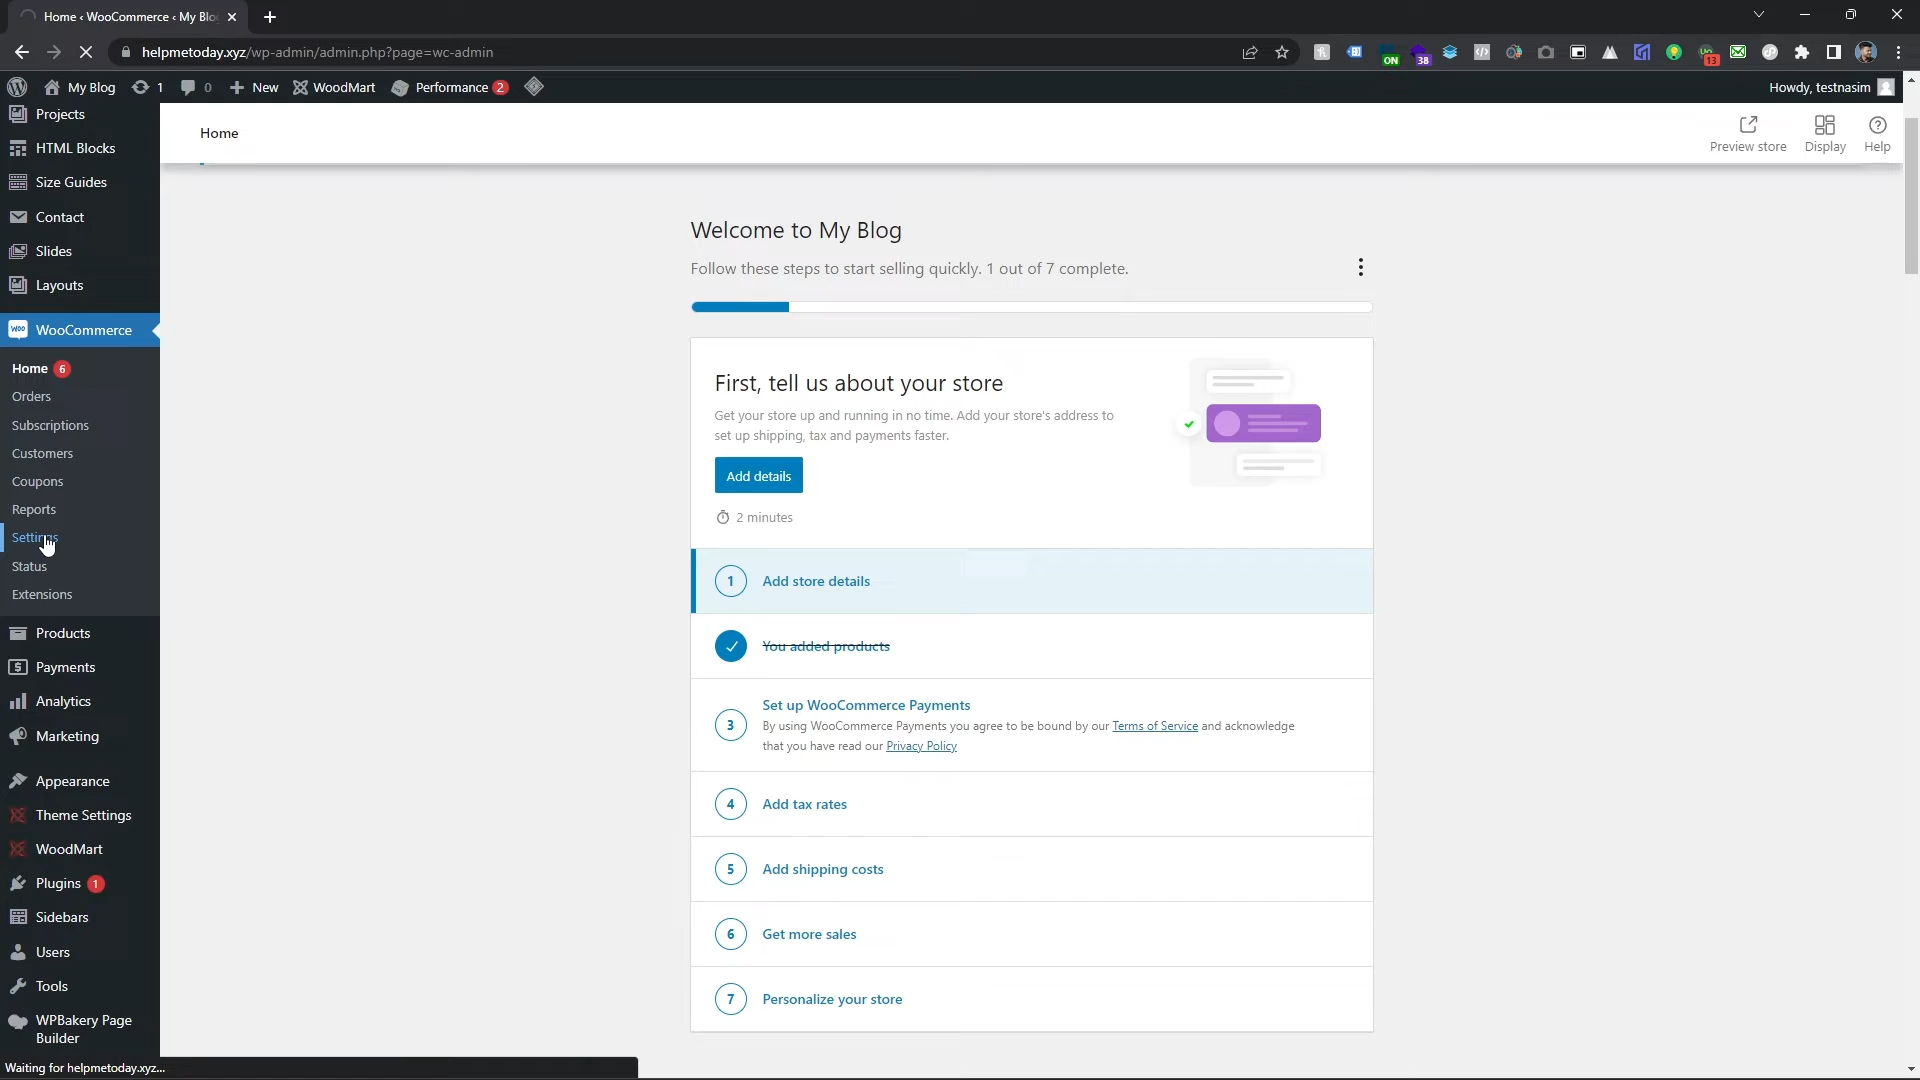 Home ‹ WooCommerce ‹ My Blo
helpmetoday.xyz/wp-admin/admin.php?page=wc-admin
ON
38
13
My Blog 1 0 New WoodMart Performance 2
Howdy, testnasim
Projects
HTML Blocks
Size Guides
Contact
Slides
Layouts
Woo WooCommerce
Home 6
Orders
Subscriptions
Customers
Coupons
Reports
Settings
Status
Extensions
Products
Payments
Analytics
Marketing
Appearance
Theme Settings
WoodMart
Plugins 1
Sidebars
Users
Tools
WPBakery Page
Builder
Waiting for helpmetoday.xyz...
Home
Preview store Display Help
Welcome to My Blog
Follow these steps to start selling quickly. 1 out of 7 complete.
First, tell us about your store
Get your store up and running in no time. Add your store's address to
set up shipping, tax and payments faster.
Add details
2 minutes
1 Add store details
You added products
3 Set up WooCommerce Payments
By using WooCommerce Payments you agree to be bound by our Terms of Service and acknowledge
that you have read our Privacy Policy
4 Add tax rates
5 Add shipping costs
6 Get more sales
7 Personalize your store